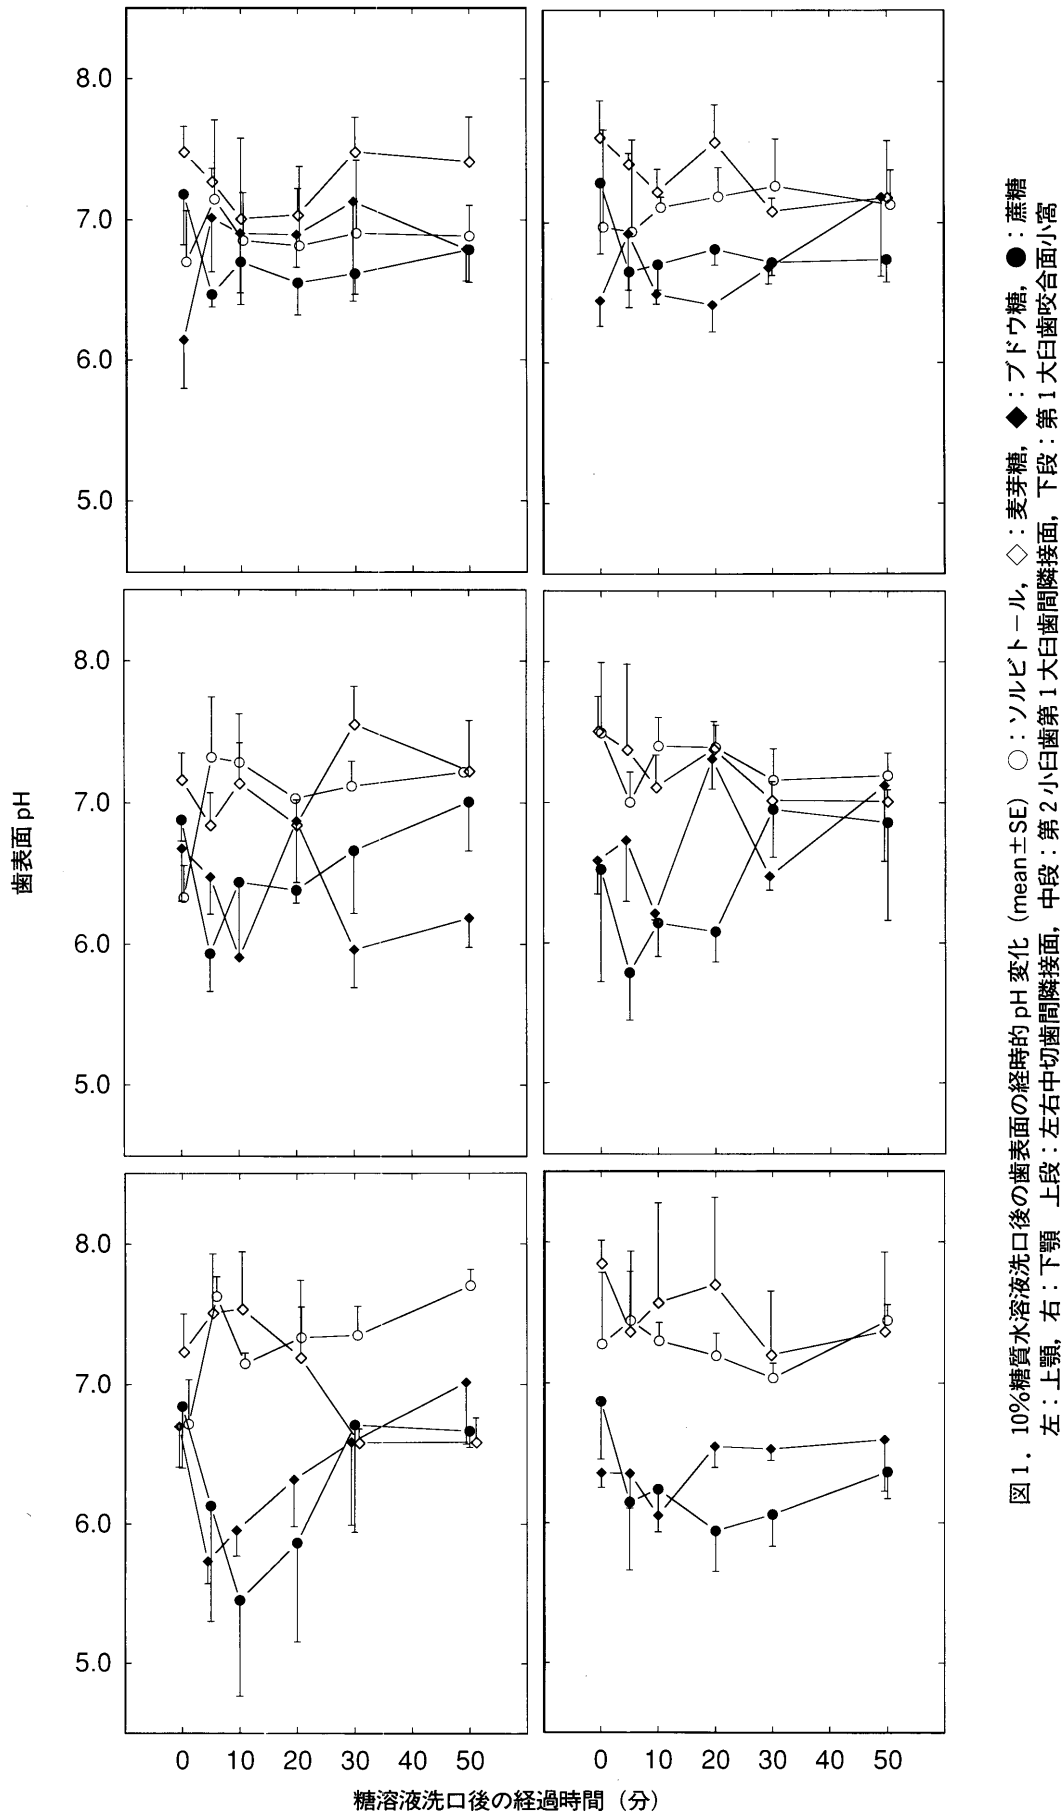 8.0
7.0
6.0
5.0
8.0
7.0
6.0
5.0
8.0
7.0
6.0
5.0
歯表面 pH
0 10 20 30 40 50
0 10 20 30 40 50
糖溶液洗口後の経過時間(分)
図1. 10%糖質水溶液洗口後の歯表面の経時的 pH 変化(mean±SE) ○:ソルビトール,◇:麦芽糖,◆:ブドウ糖,●:蔗糖
左:上顎,右:下顎 上段:左右中切歯間隣接面,中段:第2小臼歯第1大臼歯間隣接面,下段:第1大臼歯咬合面小窩